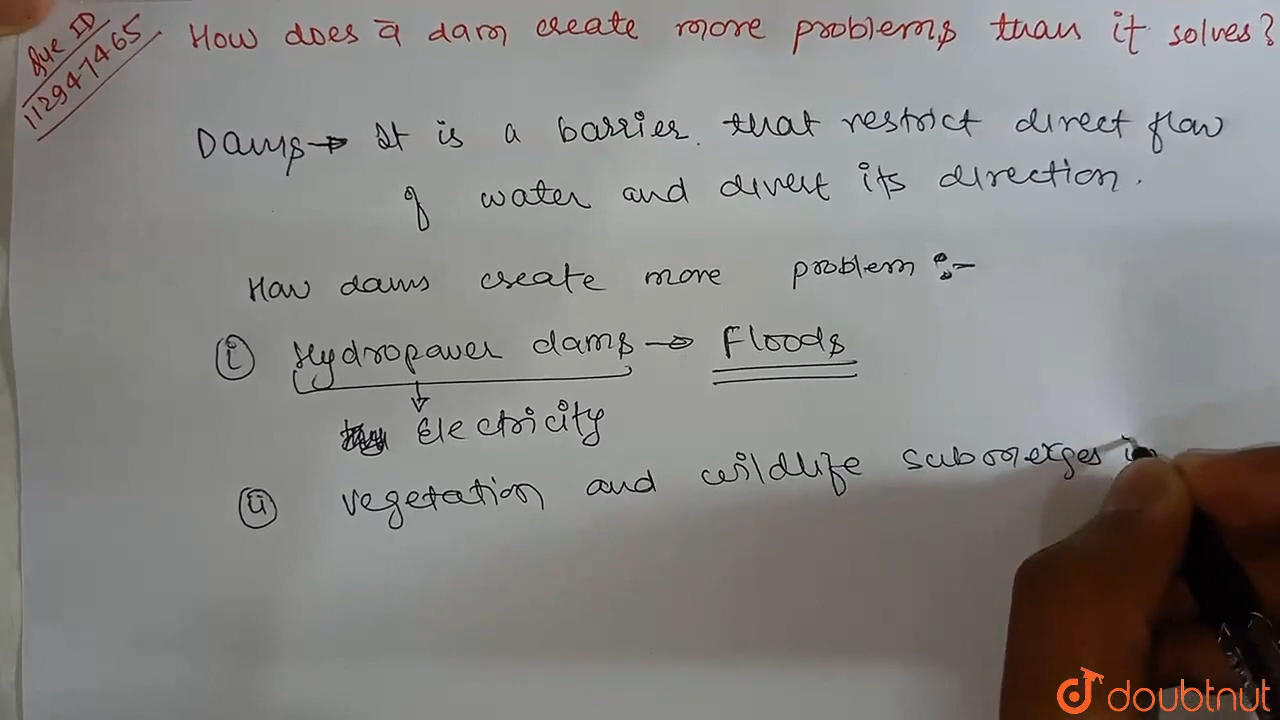 Que ID
112947465
How does a dam create more problems than it solves?
Dams → It is a barrier that restrict direct flow
of water and divert its direction.
How dams create more problem :-
(i) Hydropower dams → Floods
Electricity
(ii) vegetation and wildlife submerges in
doubtnut